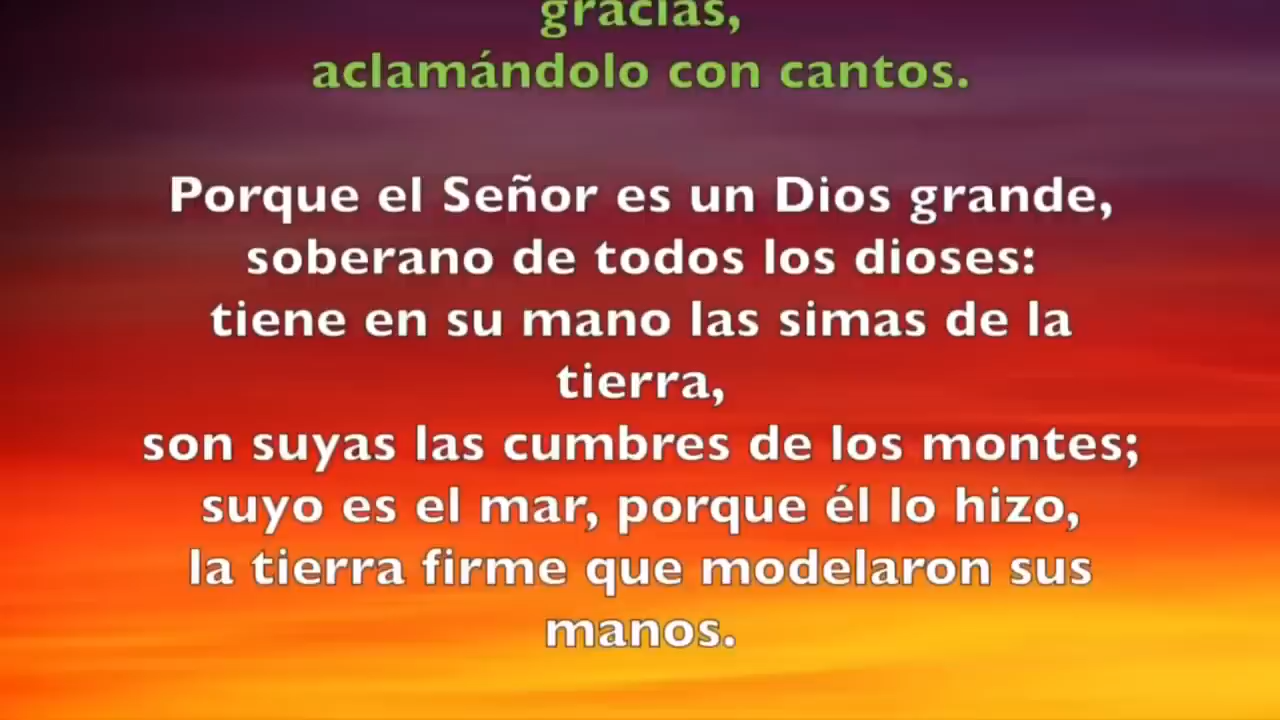 gracias,
aclamándolo con cantos.
Porque el Señor es un Dios grande,
soberano de todos los dioses:
tiene en su mano las simas de la
tierra,
son suyas las cumbres de los montes;
suyo es el mar, porque él lo hizo,
la tierra firme que modelaron sus
manos.